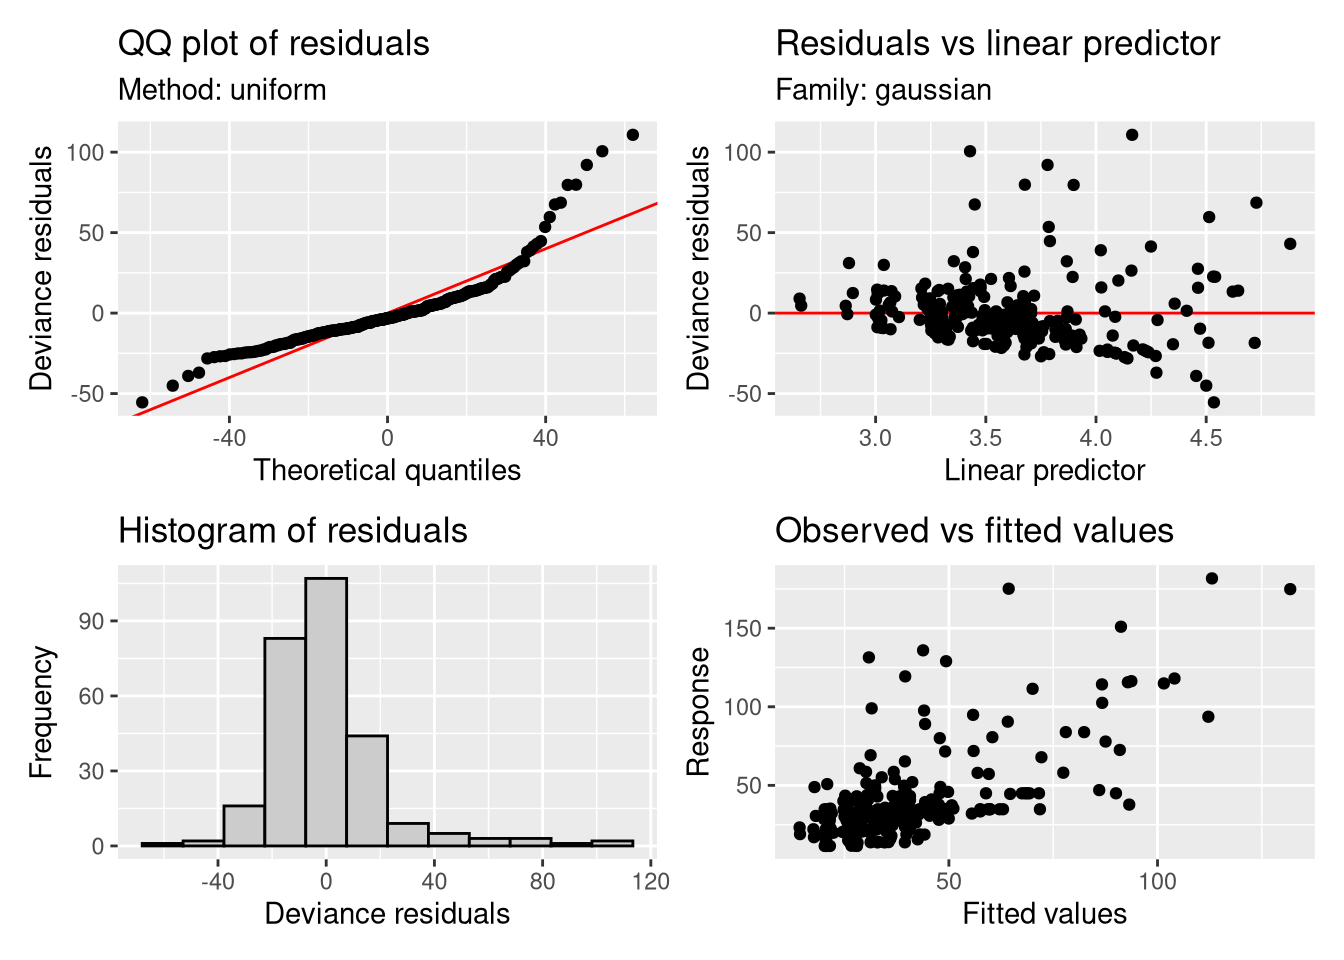 QQ plot of residuals
Method: uniform
Deviance residuals
100
50
0
-50
-40
0
40
Theoretical quantiles
Residuals vs linear predictor
Family: gaussian
Deviance residuals
100
50
0
-50
3.0
3.5
4.0
4.5
Linear predictor
Histogram of residuals
Frequency
90
60
30
0
-40
0
40
80
120
Deviance residuals
Observed vs fitted values
Response
150
100
50
50
100
Fitted values